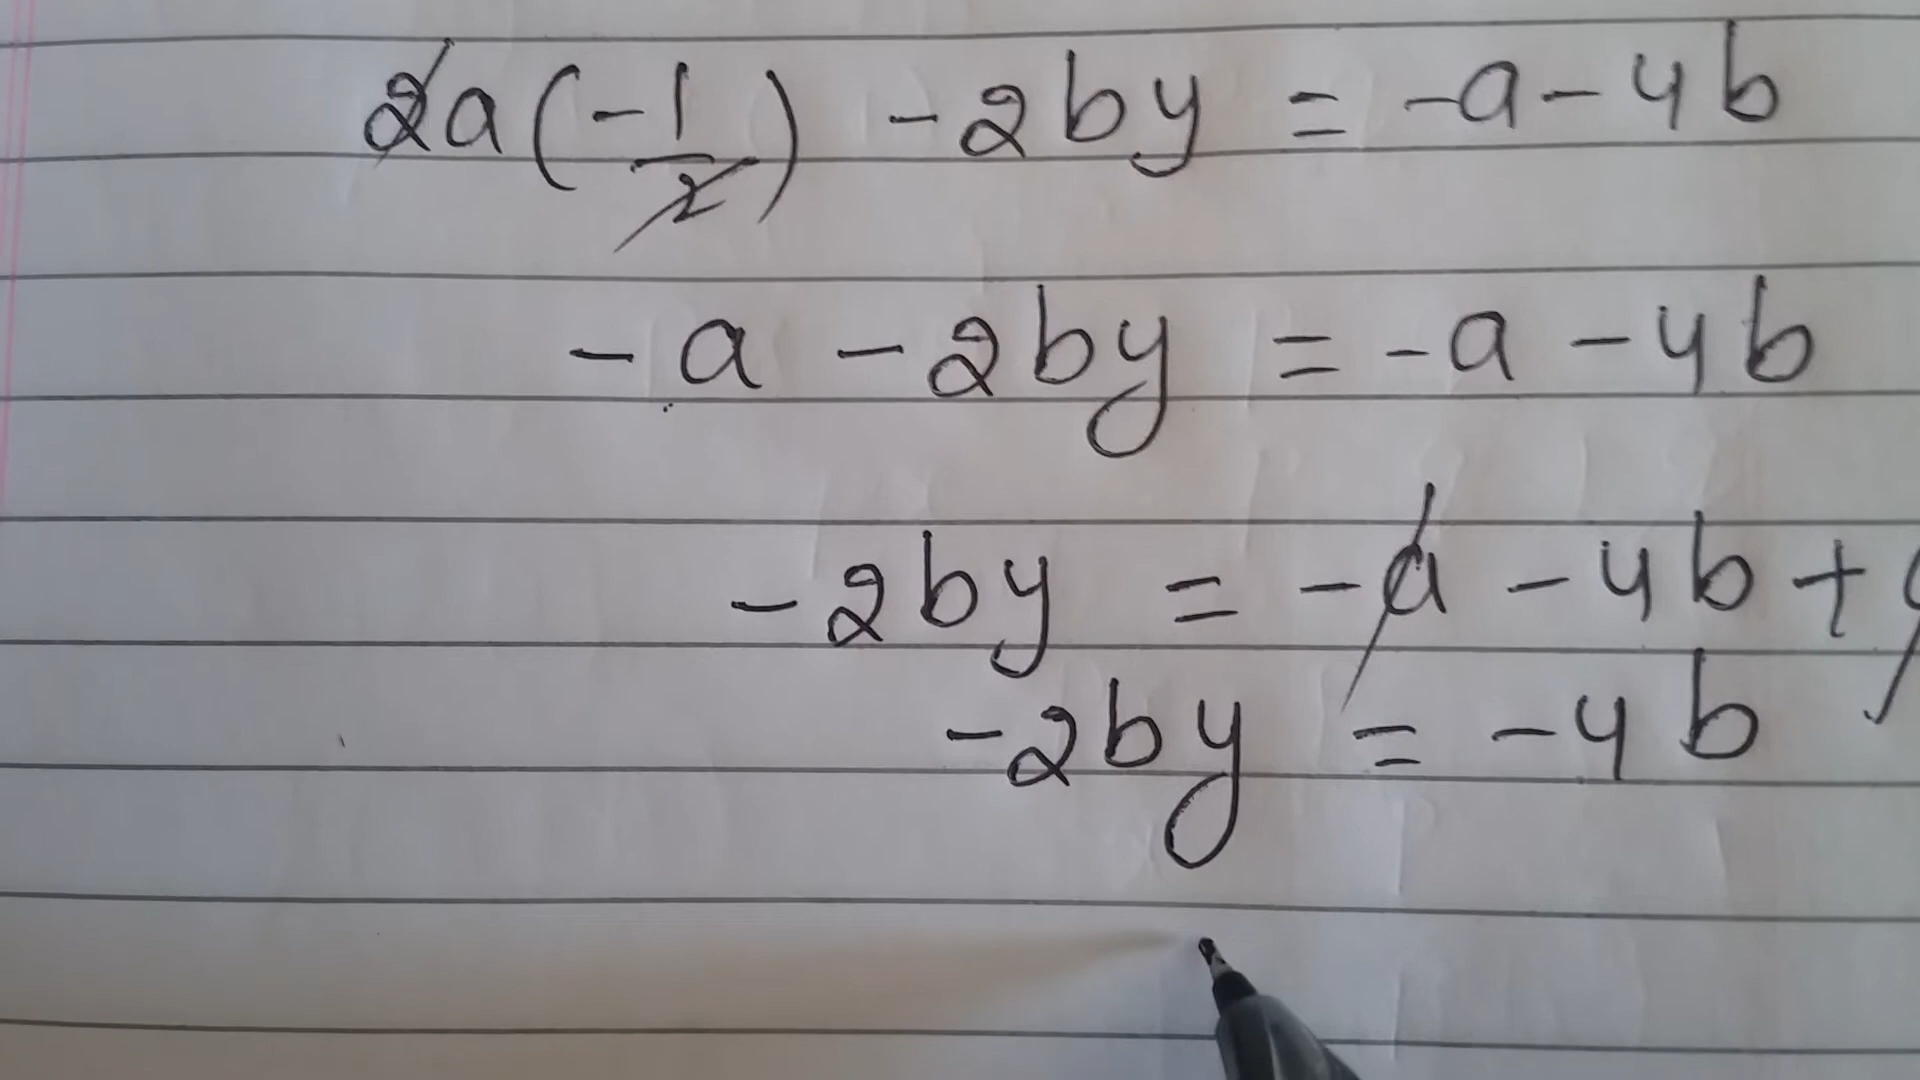 2a(-1/2) - 2by = -a - 4b
-a - 2by = -a - 4b
-2by = -a - 4b +
-2by = -4b